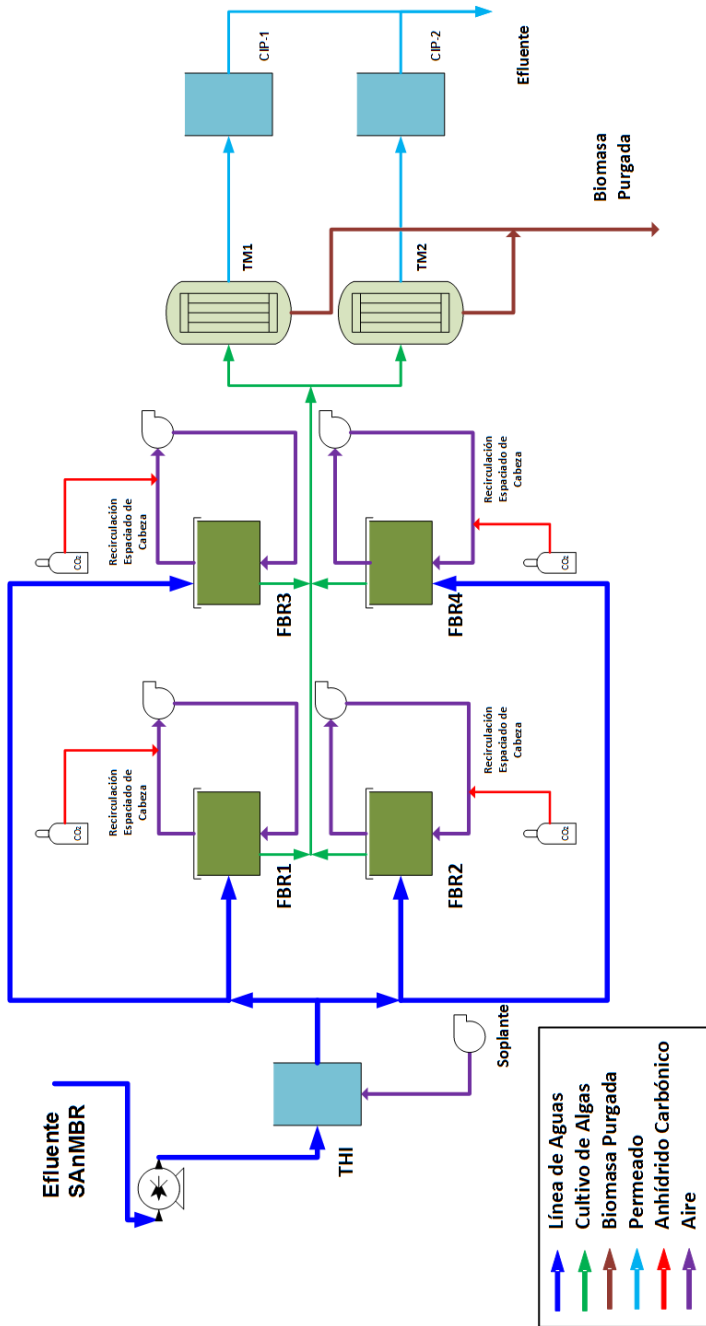 Efluente
SAnMBR
THI
Soplante
FBR1
CO₂
Recirculación
Espaciado de
Cabeza
FBR2
CO₂
Recirculación
Espaciado de
Cabeza
FBR3
CO₂
Recirculación
Espaciado de
Cabeza
FBR4
CO₂
Recirculación
Espaciado de
Cabeza
TM1
TM2
CIP-1
CIP-2
Efluente
Biomasa
Purgada
Línea de Aguas
Cultivo de Algas
Biomasa Purgada
Permeado
Anhídrido Carbónico
Aire